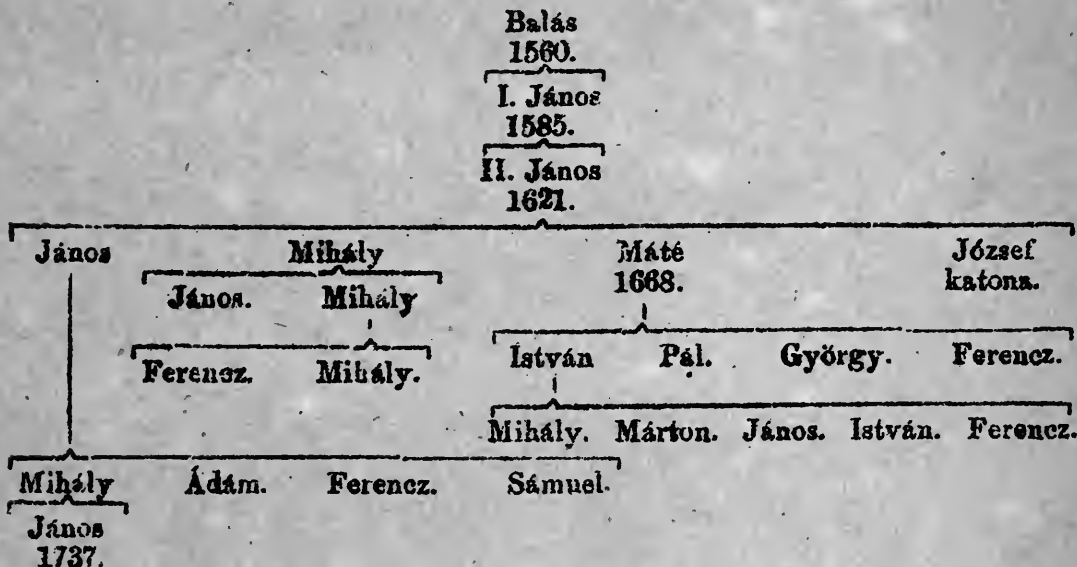 Balás
1560.
I. János
1585.
II. János
1621.
János Mihály Máté József
1668. katona.
János. Mihály
István Pál. György. Ferencz.
Ferencz. Mihály.
Mihály. Márton. János. István. Ferencz.
Mihály Ádám. Ferencz. Sámuel.
János
1737.